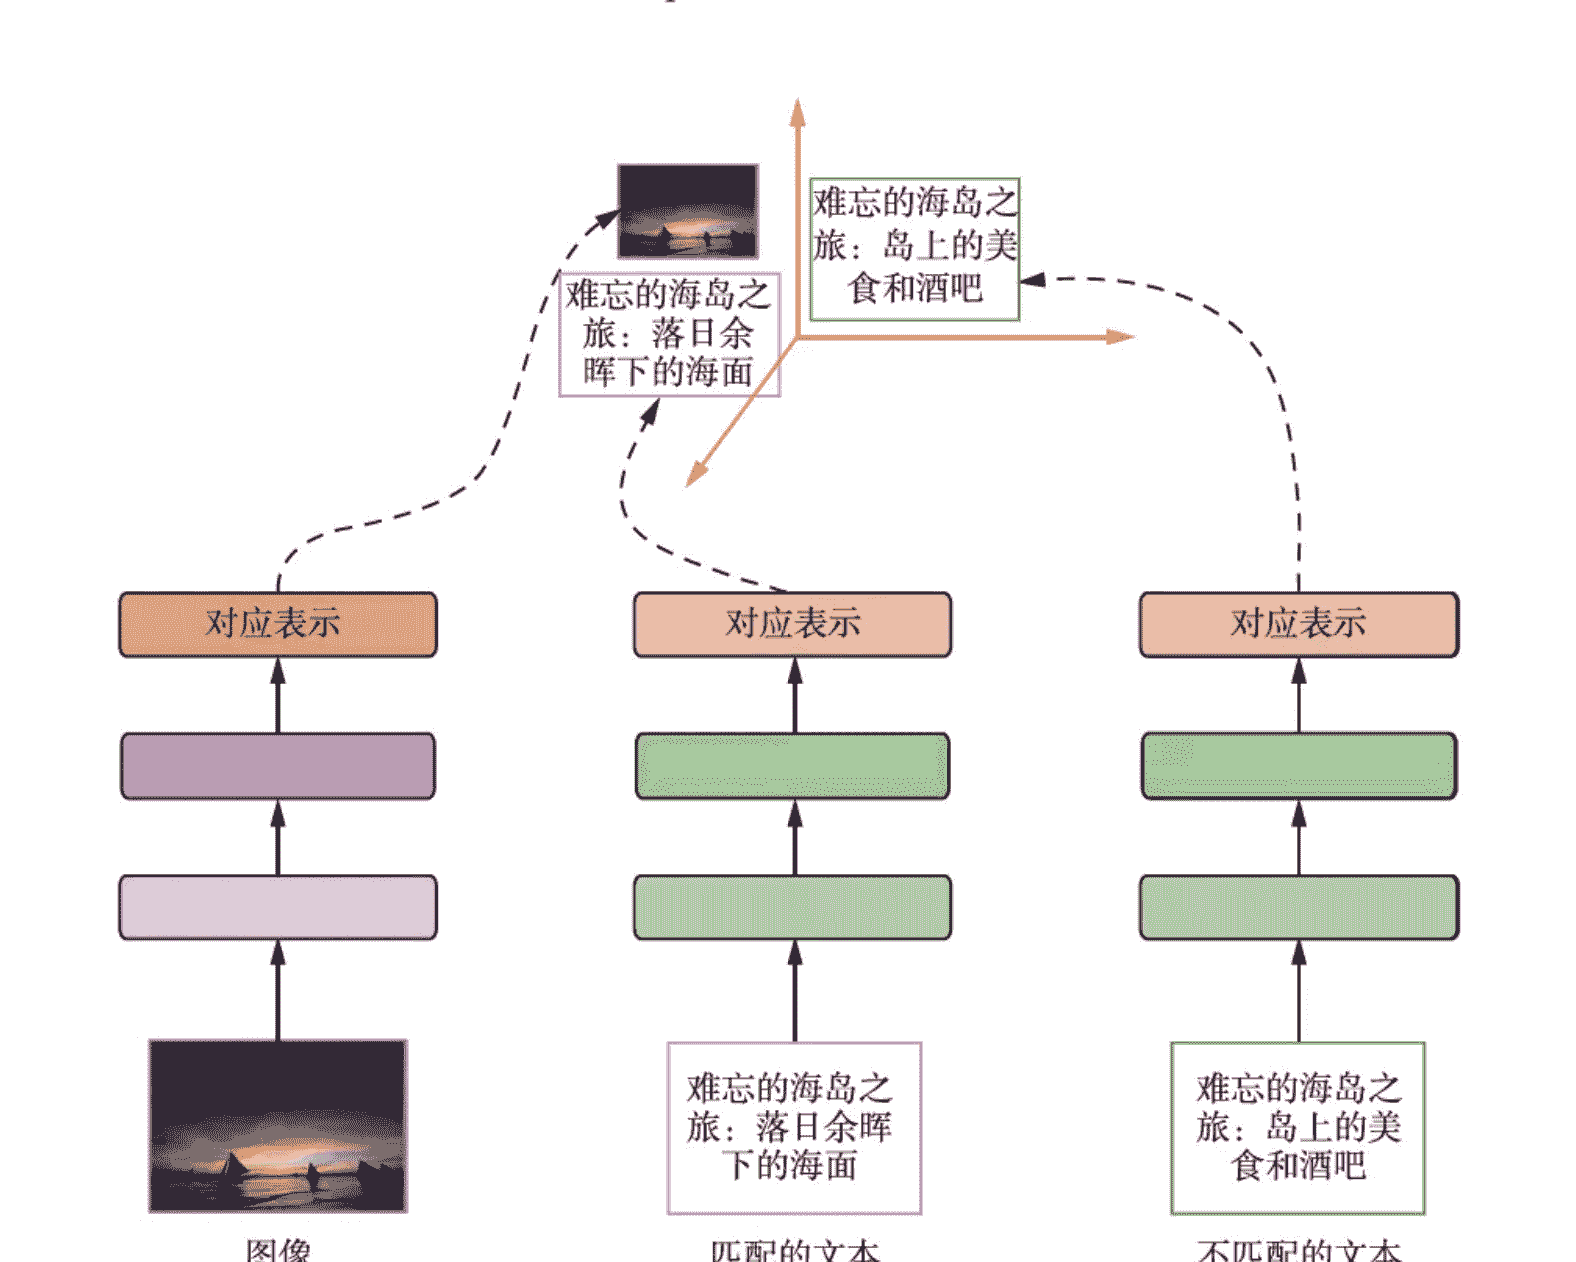 难忘的海岛之
旅：岛上的美
食和酒吧
难忘的海岛之
旅：落日余
晖下的海面
对应表示
对应表示
对应表示
难忘的海岛之
旅：落日余晖
下的海面
难忘的海岛之
旅：岛上的美
食和酒吧
图像
匹配的文本
不匹配的文本